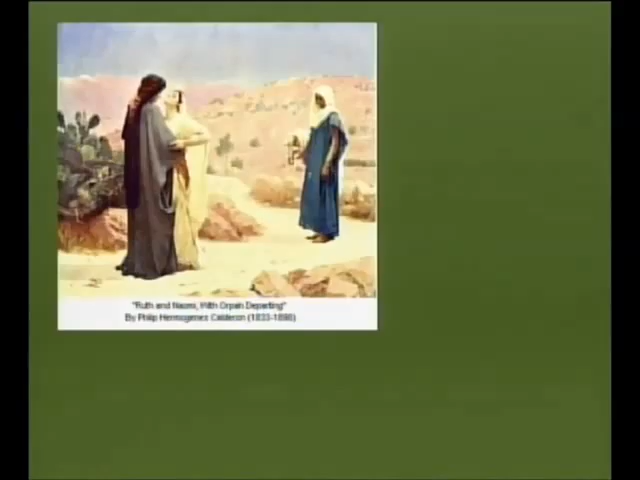 "Ruth and Naomi, With Orpah Departing"
By Philip Hermogenes Calderon (1833-1898)